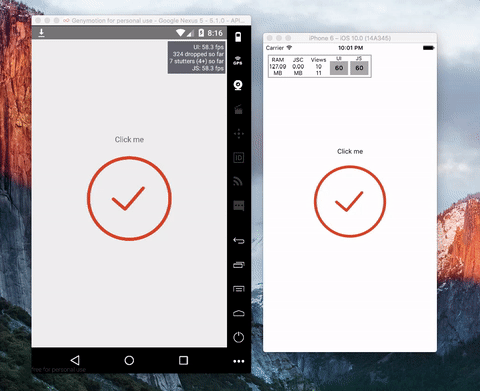 Genymotion for personal use - Google Nexus 5 - 5.1.0 - API...
8:16
UI: 58.3 fps
324 dropped so far
7 stutters (4+) so far
JS: 58.3 fps
GPS
Click me
ID
free for personal use
iPhone 6 - iOS 10.0 (14A345)
Carrier
10:01 PM
RAM JSC Views UI JS
127.09 0.00 10 60 60
MB MB 11
Click me